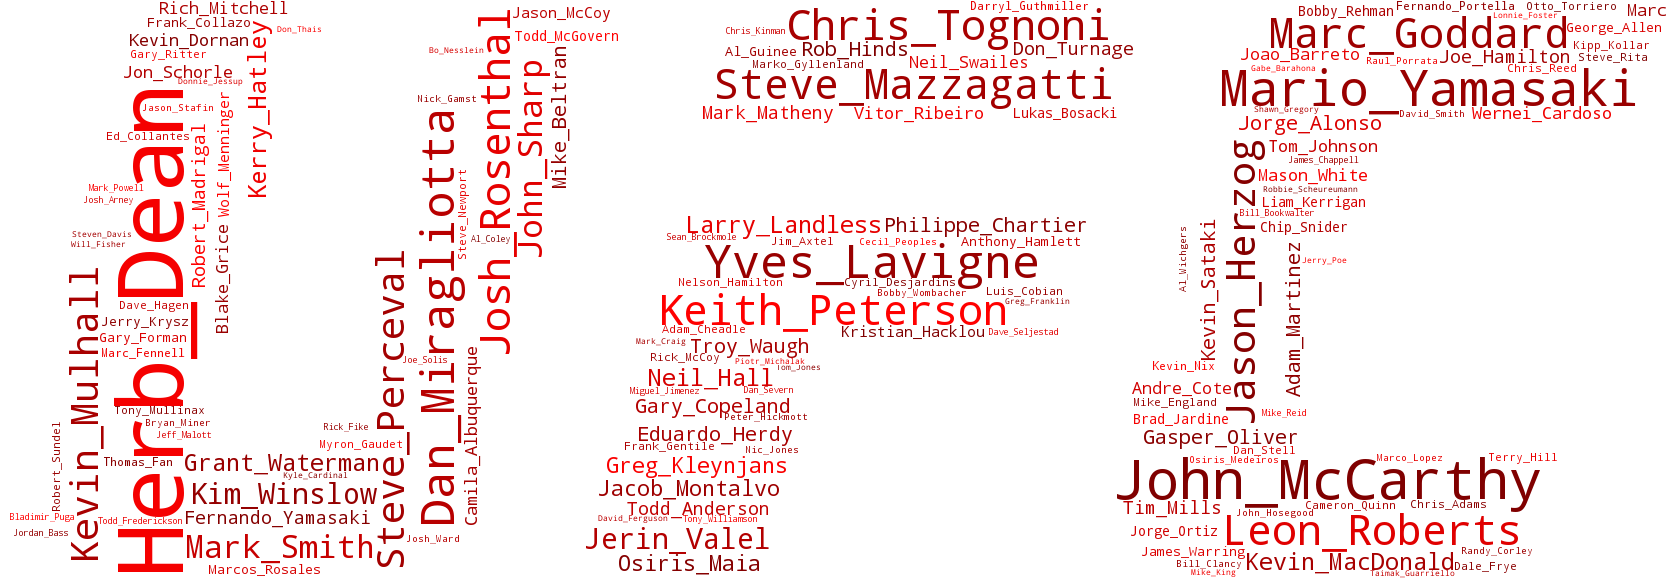 Rich_Mitchell
Frank_Collazo
Don_Thais
Kevin_Dornan
Gary_Ritter
Jon_Schorle
Donnie_Jessup
Kerry_Hatley
Jason_Stafin
Ed_Collantes
Wolf_Menninger
Robert_Madrigal
Mark_Powell
Josh_Arney
Steven_Davis
Will_Fisher
Blake_Grice
Herb_Dean
Kevin_Mulhall
Dave_Hagen
Jerry_Krysz
Gary_Forman
Marc_Fennell
Tony_Mullinax
Bryan_Miner
Jeff_Malott
Robert_Sundel
Thomas_Fan
Grant_Waterman
Kyle_Cardinal
Kim_Winslow
Bladimir_Puga
Todd_Frederickson
Fernando_Yamasaki
Jordan_Bass
Mark_Smith
Marcos_Rosales
Jason_McCoy
Todd_McGovern
Bo_Nesslein
Josh_Rosenthal
John_Sharp
Mike_Beltran
Nick_Gamst
Dan_Miragliotta
Steve_Newport
Al_Coley
Steve_Perceval
Joe_Solis
Camilla_Albuquerque
Rick_Fike
Myron_Gaudet
Josh_Ward
Darryl_Guthmiller
Chris_Tognoni
Chris_Kinman
Al_Guinee
Rob_Hinds
Don_Turnage
Marko_Gyllenland
Neil_Swailes
Steve_Mazzagatti
Mark_Matheny
Vitor_Ribeiro
Lukas_Bosacki
Larry_Landless
Philippe_Chartier
Sean_Brockmole
Jim_Axtel
Cecil_Peoples
Anthony_Hamlett
Yves_Lavigne
Nelson_Hamilton
Cyril_Desjardins
Bobby_Wombacher
Luis_Cobian
Greg_Franklin
Keith_Peterson
Adam_Cheadle
Kristian_Hacklou
Dave_Seljestad
Mark_Craig
Troy_Waugh
Rick_McCoy
Piotr_Michalak
Tom_Jones
Neil_Hall
Miguel_Jimenez
Dan_Severn
Gary_Copeland
Peter_Hickmott
Eduardo_Herdy
Frank_Gentile
Nic_Jones
Greg_Kleynjans
Jacob_Montalvo
Todd_Anderson
David_Ferguson
Tony_Williamson
Jerin_Valel
Osiris_Maia
Bobby_Rehman
Fernando_Portella
Otto_Torriero
Marc
Lonnie_Foster
Marc_Goddard
George_Allen
Kipp_Kollar
Joao_Barreto
Raul_Porrata
Joe_Hamilton
Steve_Rita
Gabe_Barahona
Chris_Reed
Mario_Yamasaki
Shawn_Gregory
David_Smith
Wernei_Cardoso
Jorge_Alonso
Tom_Johnson
James_Chappell
Mason_White
Robbie_Scheureumann
Liam_Kerrigan
Bill_Bookwalter
Chip_Snider
Jason_Herzog
Al_Wichgers
Kevin_Sataki
Adam_Martinez
Jerry_Poe
Kevin_Nix
Andre_Cote
Mike_England
Brad_Jardine
Mike_Reid
Gasper_Oliver
Dan_Stell
Osiris_Medeiros
Marco_Lopez
Terry_Hill
John_McCarthy
Tim_Mills
John_Hosegood
Cameron_Quinn
Chris_Adams
Jorge_Ortiz
Leon_Roberts
James_Warring
Bill_Clancy
Mike_King
Kevin_MacDonald
Randy_Corley
Dale_Frye
Taimak_Guarriello